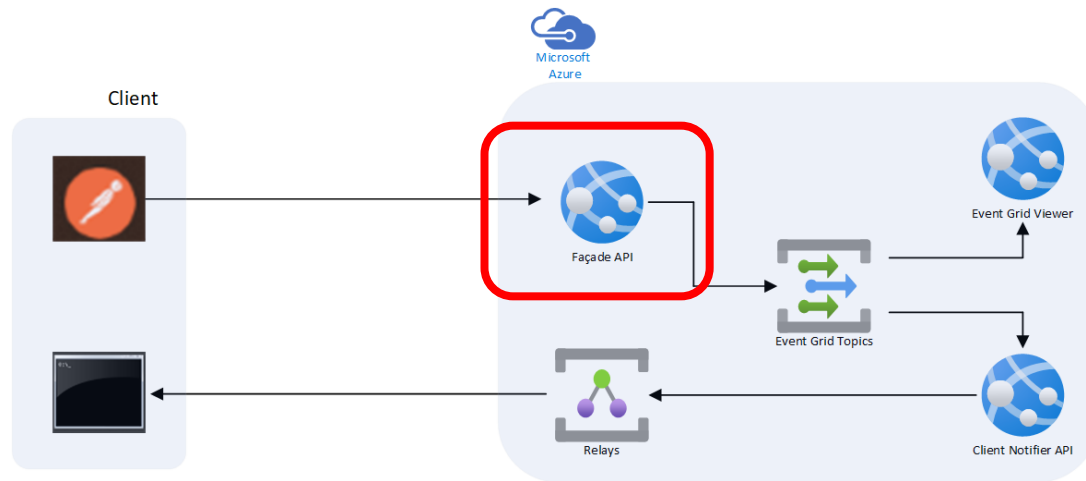 Microsoft
Azure
Client
Façade API
Event Grid Viewer
Event Grid Topics
Relays
Client Notifier API